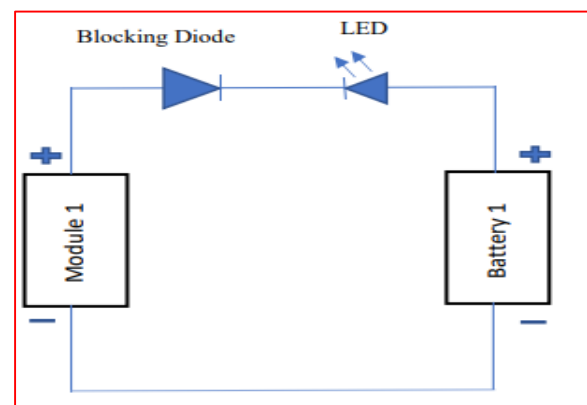 LED
Blocking Diode
+
+
Module 1
Battery 1
–
–